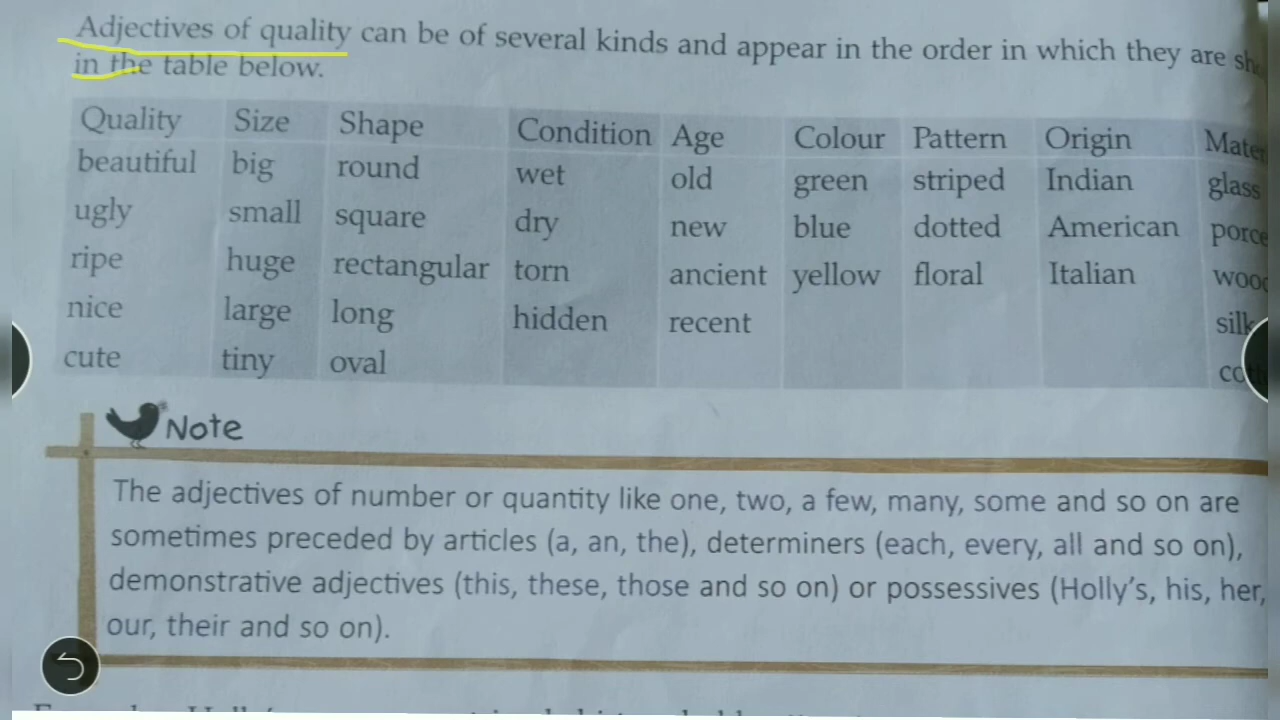 Adjectives of quality can be of several kinds and appear in the order in which they are
in the table below.
Quality Size Shape Condition Age Colour Pattern Origin
beautiful big round wet old green striped Indian glass
ugly small square dry new blue dotted American
ripe huge rectangular torn ancient yellow floral Italian
nice large long hidden recent silk
cute tiny oval
Note
The adjectives of number or quantity like one, two, a few, many, some and so on are
sometimes preceded by articles (a, an, the), determiners (each, every, all and so on),
demonstrative adjectives (this, these, those and so on) or possessives (Holly's, his, her,
our, their and so on).